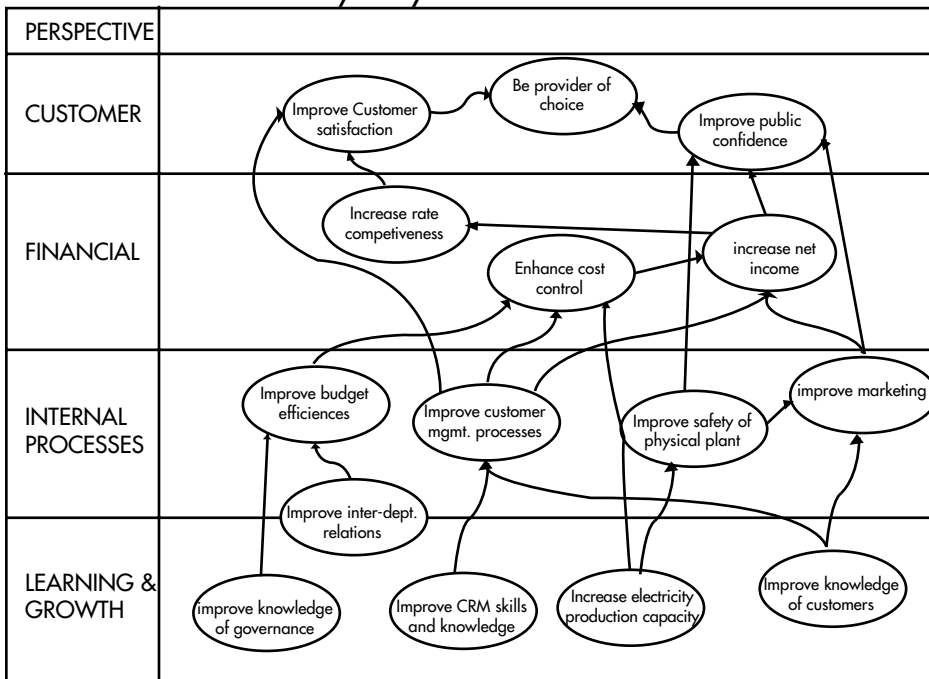 PERSPECTIVE
CUSTOMER
Improve Customer
satisfaction
Be provider of
choice
Improve public
confidence
FINANCIAL
Increase rate
competiveness
Enhance cost
control
increase net
income
INTERNAL
PROCESSES
Improve budget
efficiences
Improve customer
mgmt. processes
Improve safety of
physical plant
improve marketing
Improve inter-dept.
relations
LEARNING &
GROWTH
improve knowledge
of governance
Improve CRM skills
and knowledge
Increase electricity
production capacity
Improve knowledge
of customers